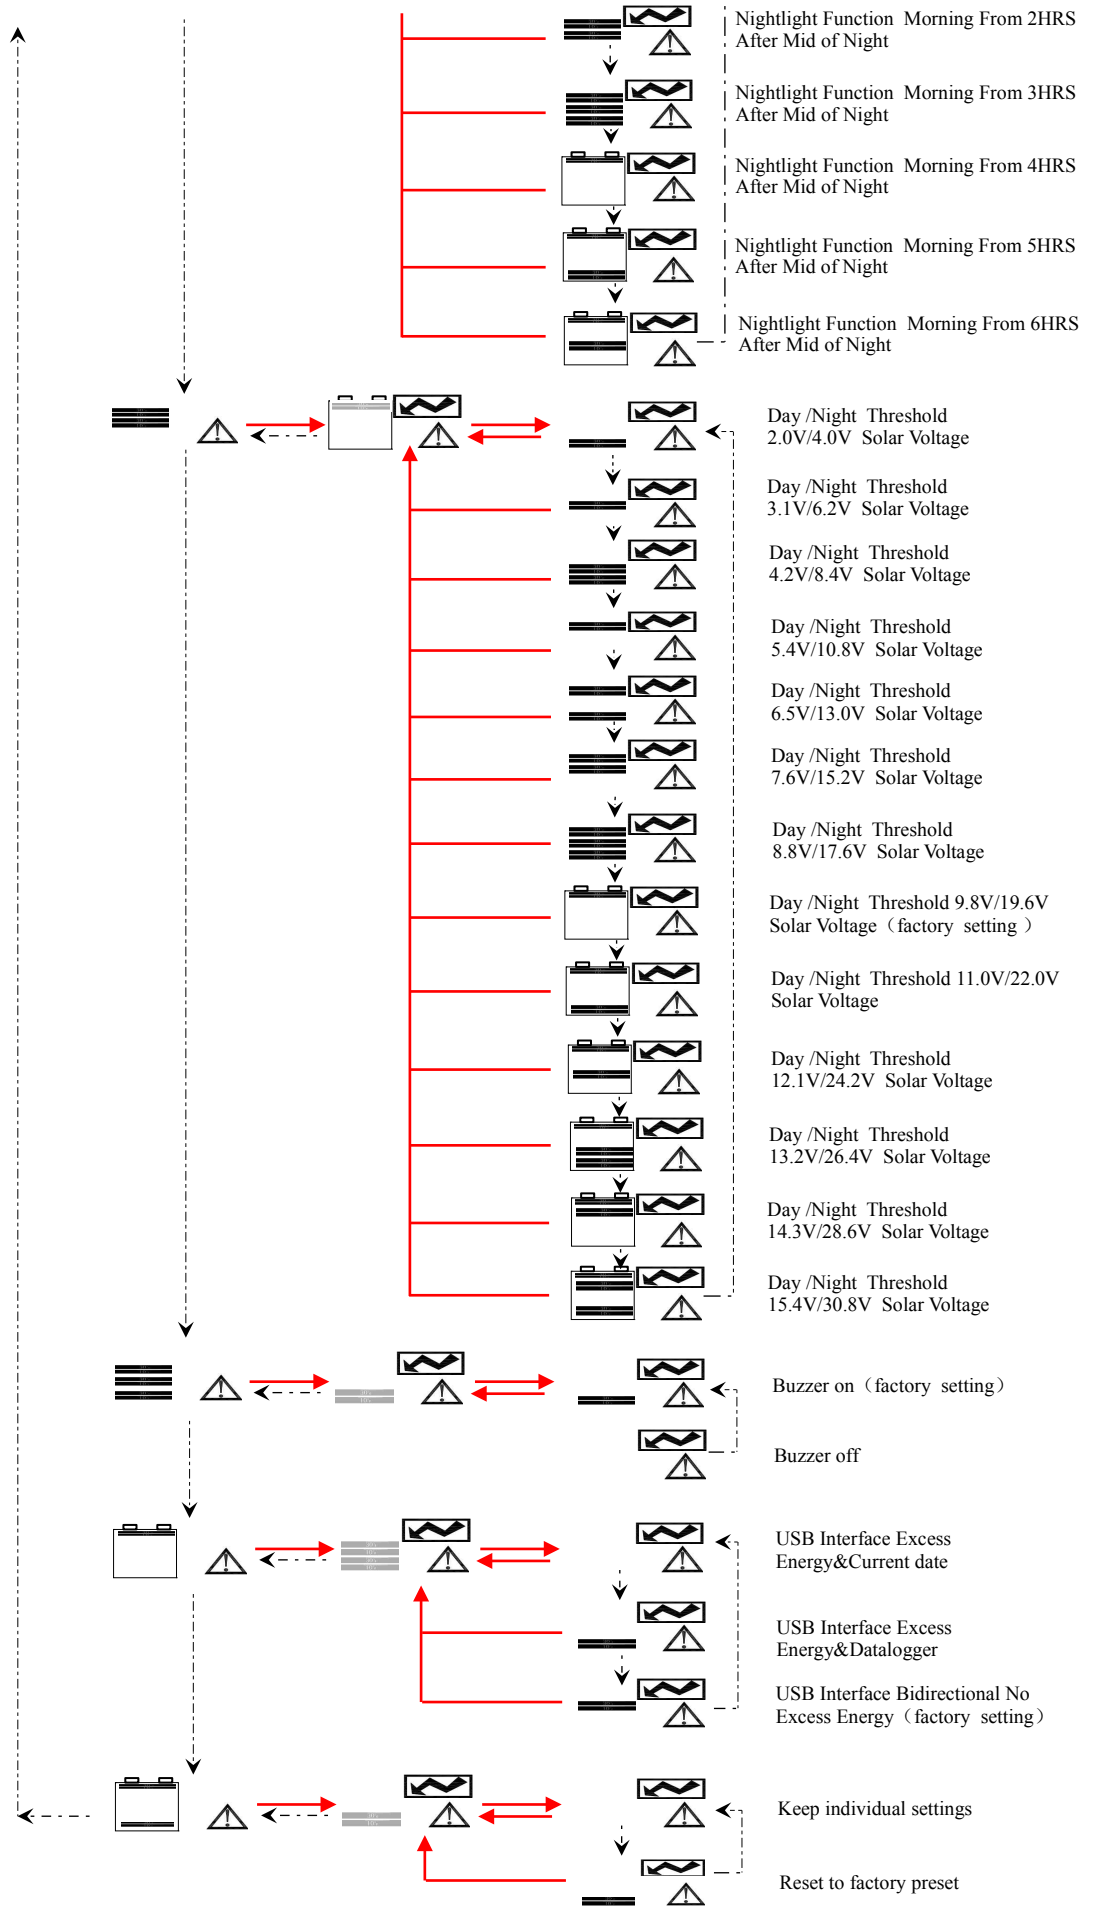 Nightlight Function Morning From 2HRS
After Mid of Night
Nightlight Function Morning From 3HRS
After Mid of Night
Nightlight Function Morning From 4HRS
After Mid of Night
Nightlight Function Morning From 5HRS
After Mid of Night
Nightlight Function Morning From 6HRS
After Mid of Night
Day /Night Threshold
2.0V/4.0V Solar Voltage
Day /Night Threshold
3.1V/6.2V Solar Voltage
Day /Night Threshold
4.2V/8.4V Solar Voltage
Day /Night Threshold
5.4V/10.8V Solar Voltage
Day /Night Threshold
6.5V/13.0V Solar Voltage
Day /Night Threshold
7.6V/15.2V Solar Voltage
Day /Night Threshold
8.8V/17.6V Solar Voltage
Day /Night Threshold 9.8V/19.6V
Solar Voltage（factory setting ）
Day /Night Threshold 11.0V/22.0V
Solar Voltage
Day /Night Threshold
12.1V/24.2V Solar Voltage
Day /Night Threshold
13.2V/26.4V Solar Voltage
Day /Night Threshold
14.3V/28.6V Solar Voltage
Day /Night Threshold
15.4V/30.8V Solar Voltage
Buzzer on（factory setting）
Buzzer off
USB Interface Excess
Energy&Current date
USB Interface Excess
Energy&Datalogger
USB Interface Bidirectional No
Excess Energy（factory setting）
Keep individual settings
Reset to factory preset